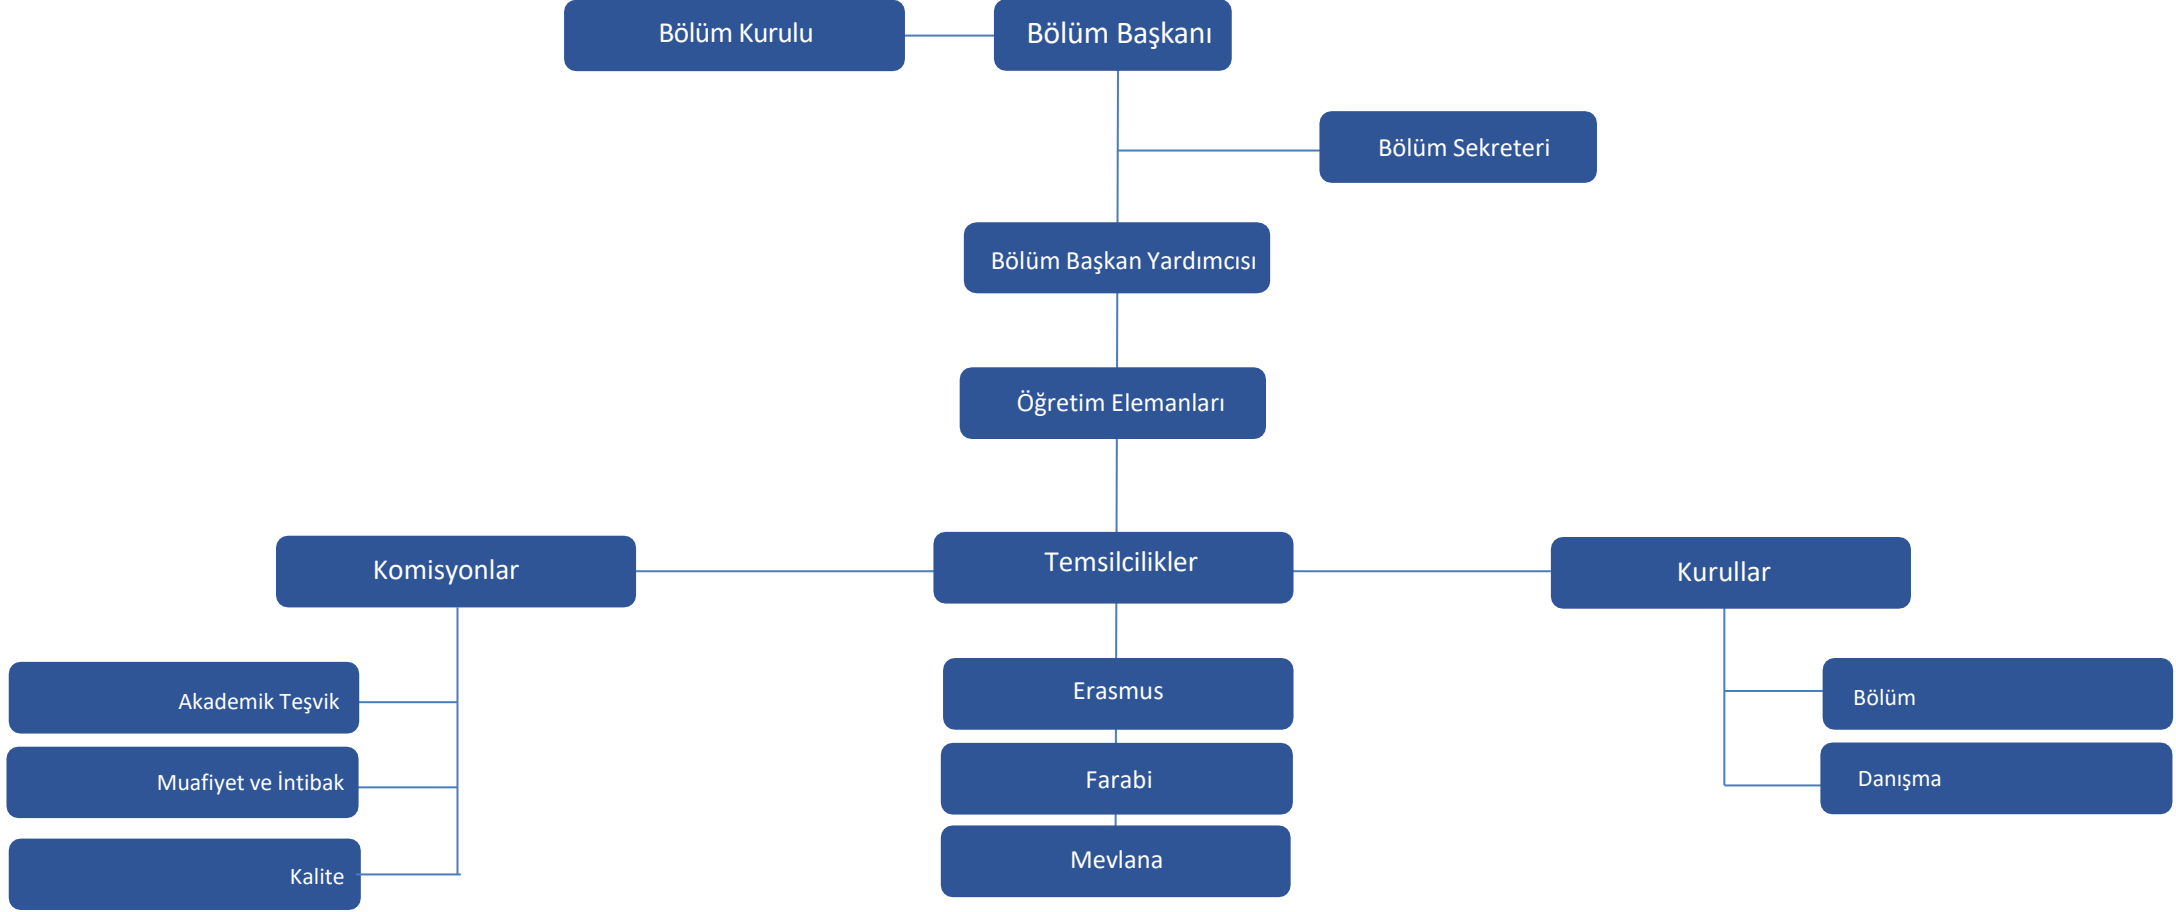 Bölüm Kurulu
Bölüm Başkanı
Bölüm Sekreteri
Bölüm Başkan Yardımcısı
Öğretim Elemanları
Komisyonlar
Temsilcilikler
Kurullar
Akademik Teşvik
Muafiyet ve İntibak
Kalite
Erasmus
Farabi
Mevlana
Bölüm
Danışma